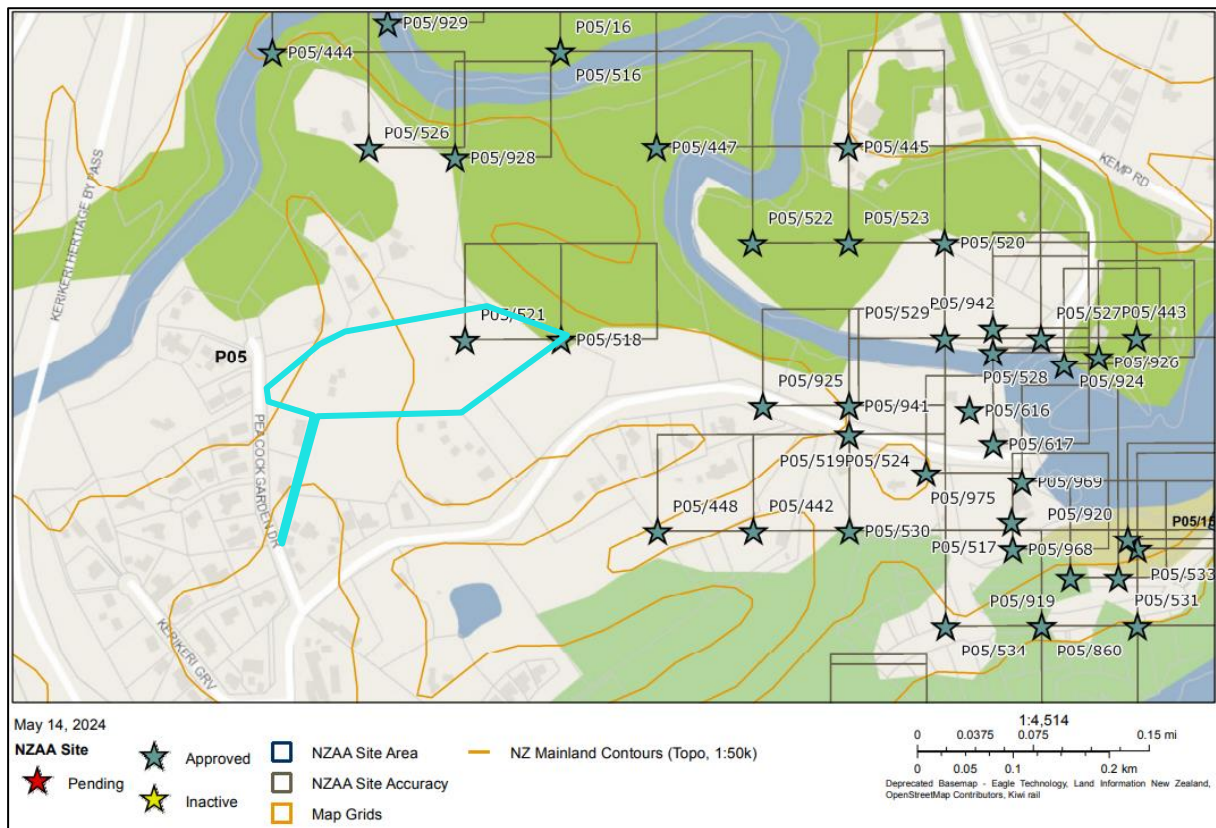 P05/929
P05/16
P05/444
P05/516
P05/526
P05/928
P05/447
P05/445
KEMP RD
KERIKERI HERTIAGE BY PASS
P05/522
P05/523
P05/520
P05/942
P05/529
P05/527
P05/443
P05/521
P05/518
P05
P05/926
P05/528
P05/924
P05/925
P05/941
P05/616
PEACOCK GARDEN DR
P05/617
P05/519
P05/524
P05/969
P05/975
P05/448
P05/442
P05/920
P05/15
P05/530
P05/517
P05/968
P05/533
P05/919
P05/531
KERIKERI GRV
P05/534
P05/860
May 14, 2024
NZAA Site
Pending
Approved
Inactive
NZAA Site Area
NZAA Site Accuracy
Map Grids
NZ Mainland Contours (Topo, 1:50k)
1:4,514
0 0.0375 0.075 0.15 mi
0 0.05 0.1 0.2 km
Deprecated Basemap - Eagle Technology, Land Information New Zealand,
OpenStreetMap Contributors, Kiwi rail